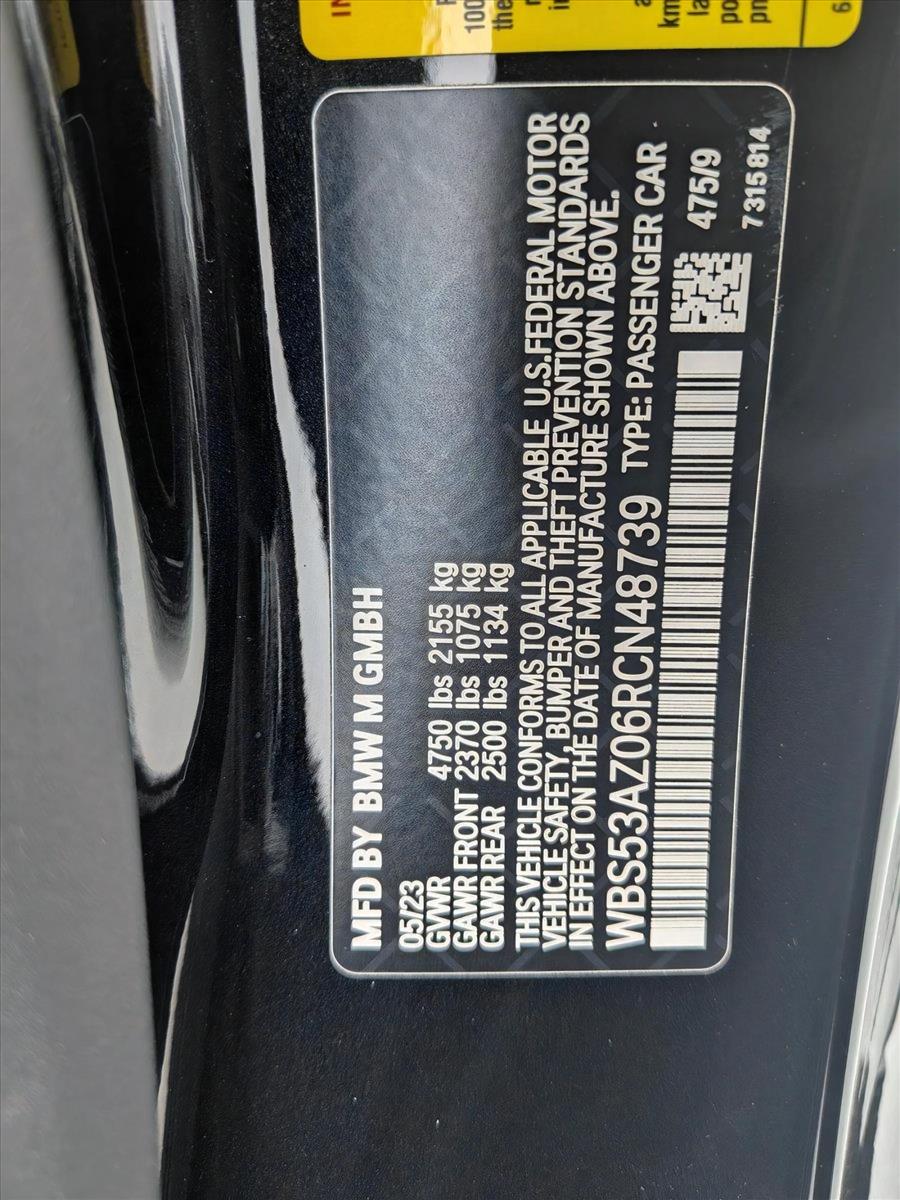 MFD BY BMW M GMBH
05/23
GVWR 4750 lbs 2155 kg
GAWR FRONT 2370 lbs 1075 kg
GAWR REAR 2500 lbs 1134 kg
THIS VEHICLE CONFORMS TO ALL APPLICABLE U.S.FEDERAL MOTOR
VEHICLE SAFETY, BUMPER AND THEFT PREVENTION STANDARDS
IN EFFECT ON THE DATE OF MANUFACTURE SHOWN ABOVE.
WBS53AZ06RCN48739 TYPE: PASSENGER CAR 475/9
7315814